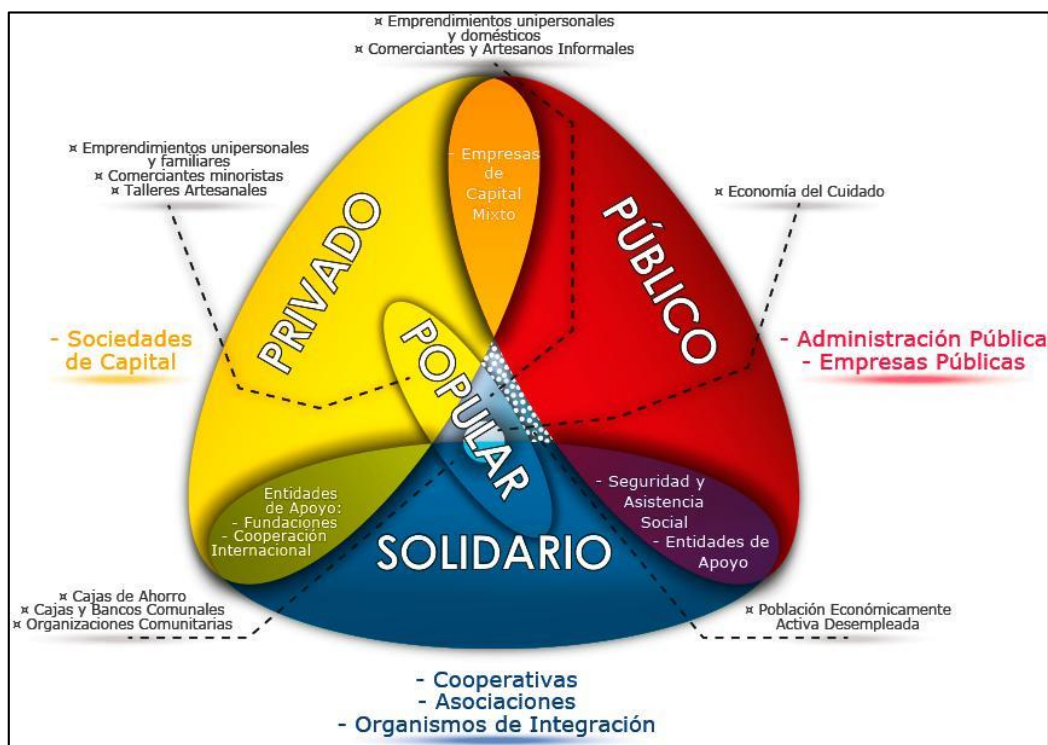 ¤ Emprendimientos unipersonales
y domésticos
¤ Comerciantes y Artesanos Informales
¤ Emprendimientos unipersonales
y familiares
¤ Comerciantes minoristas
¤ Talleres Artesanales
- Empresas
de
Capital
Mixto
¤ Economía del Cuidado
PRIVADO
PÚBLICO
- Sociedades
de Capital
- Administración Pública
- Empresas Públicas
POPULAR
Entidades
de Apoyo:
- Fundaciones
- Cooperación
Internacional
- Seguridad y
Asistencia
Social
- Entidades de
Apoyo
SOLIDARIO
¤ Cajas de Ahorro
¤ Cajas y Bancos Comunales
¤ Organizaciones Comunitarias
¤ Población Económicamente
Activa Desempleada
- Cooperativas
- Asociaciones
- Organismos de Integración